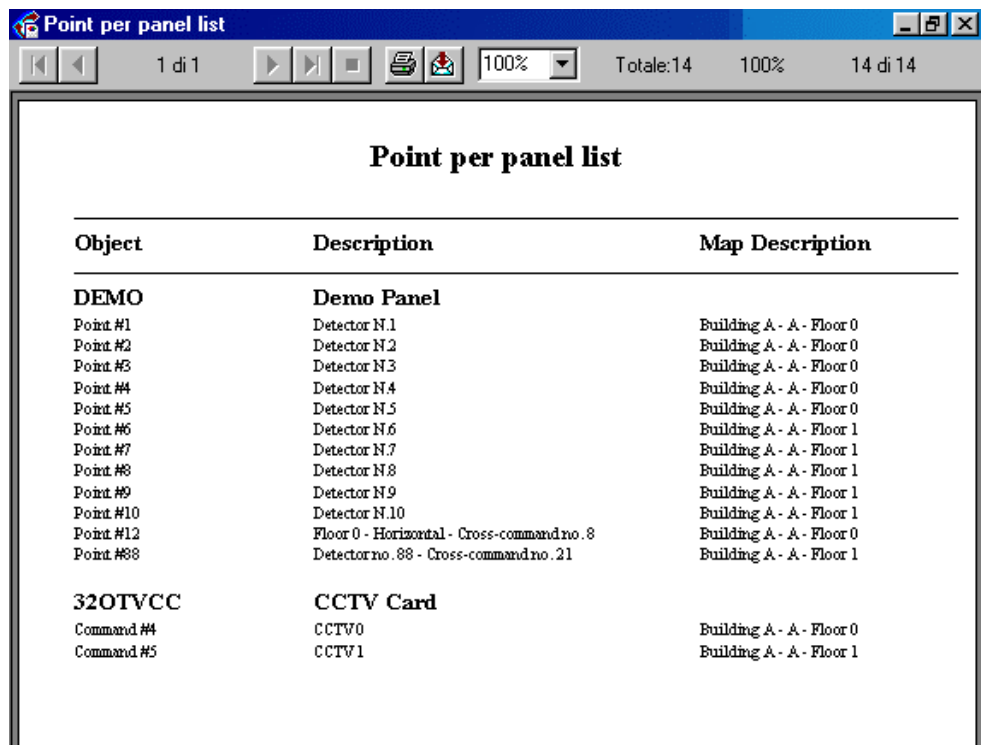 Point per panel list
1 di 1 100% Totale:14 100% 14 di 14
Point per panel list
Object Description Map Description
DEMO Demo Panel
Point #1 Detector N.1 Building A - A - Floor 0
Point #2 Detector N.2 Building A - A - Floor 0
Point #3 Detector N.3 Building A - A - Floor 0
Point #4 Detector N.4 Building A - A - Floor 0
Point #5 Detector N.5 Building A - A - Floor 0
Point #6 Detector N.6 Building A - A - Floor 1
Point #7 Detector N.7 Building A - A - Floor 1
Point #8 Detector N.8 Building A - A - Floor 1
Point #9 Detector N.9 Building A - A - Floor 1
Point #10 Detector N.10 Building A - A - Floor 1
Point #12 Floor 0 - Horizontal - Cross-command no. 8 Building A - A - Floor 0
Point #88 Detector no. 88 - Cross-command no. 21 Building A - A - Floor 1
32OTVCC CCTV Card
Command #4 CCTV0 Building A - A - Floor 0
Command #5 CCTV1 Building A - A - Floor 1